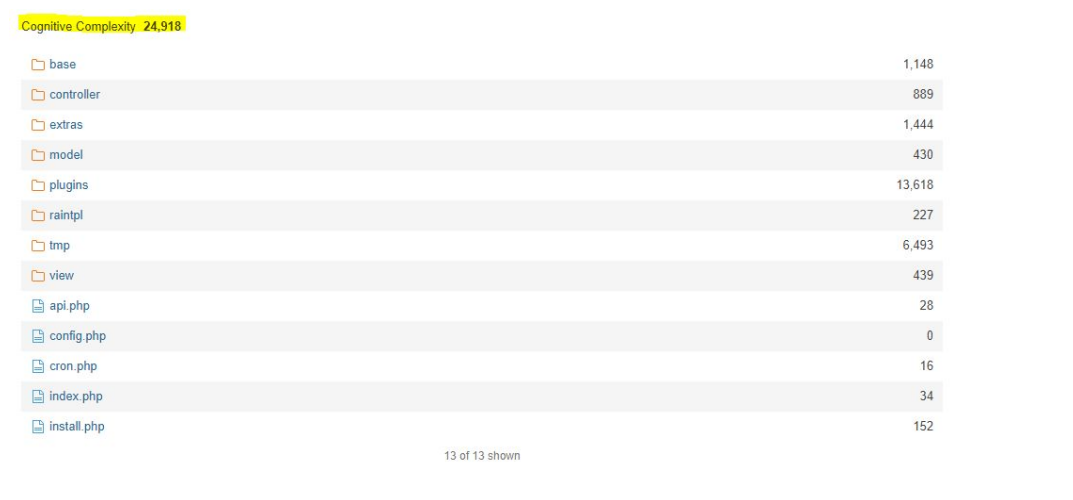 Cognitive Complexity 24,918
base 1,148
controller 889
extras 1,444
model 430
plugins 13,618
raintpl 227
tmp 6,493
view 439
api.php 28
config.php 0
cron.php 16
index.php 34
install.php 152
13 of 13 shown